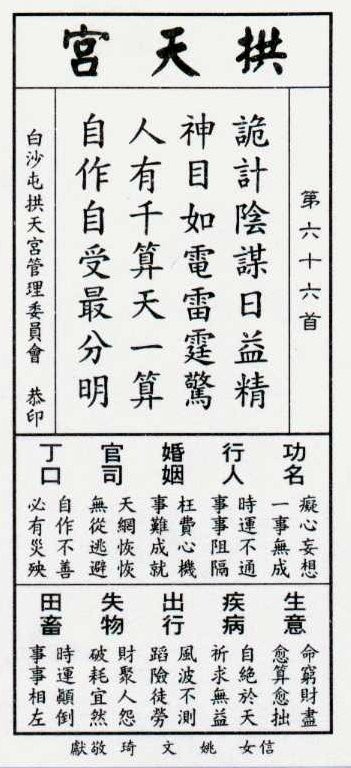 拱天宮
第六十六首
詭計陰謀日益精
神目如電雷霆驚
人有千算天一算
自作自受最分明
白沙屯拱天宮管理委員會　恭印
功名
癡心妄想
一事無成
行人
時運不通
事事阻隔
婚姻
枉費心機
事難成就
官司
天網恢恢
無從逃避
丁口
自作不善
必有災殃
生意
命窮財盡
愈算愈拙
疾病
自絕於天
祈求無益
出行
風波不測
蹈險徒勞
失物
財聚人怨
破耗宜然
田畜
時運顛倒
事事相左
信女　姚文琦　敬獻